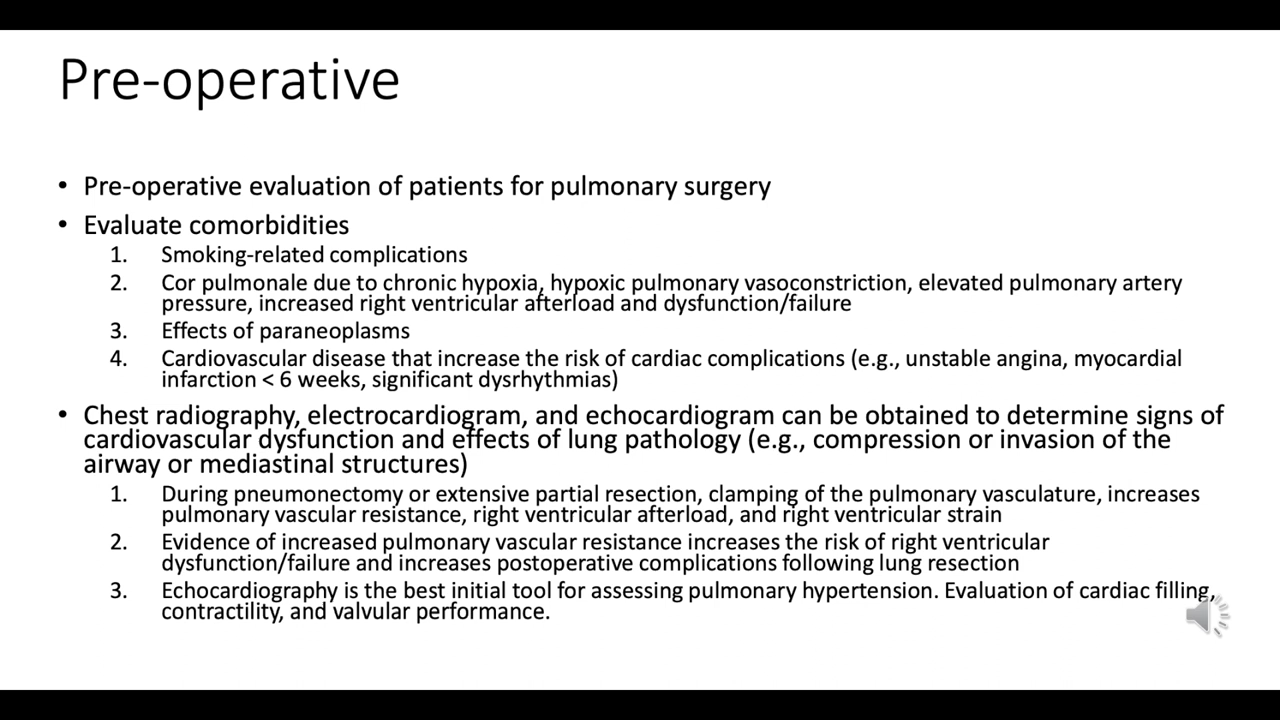 Pre-operative
• Pre-operative evaluation of patients for pulmonary surgery
• Evaluate comorbidities
1. Smoking-related complications
2. Cor pulmonale due to chronic hypoxia, hypoxic pulmonary vasoconstriction, elevated pulmonary artery
pressure, increased right ventricular afterload and dysfunction/failure
3. Effects of paraneoplasms
4. Cardiovascular disease that increase the risk of cardiac complications (e.g., unstable angina, myocardial
infarction < 6 weeks, significant dysrhythmias)
• Chest radiography, electrocardiogram, and echocardiogram can be obtained to determine signs of
cardiovascular dysfunction and effects of lung pathology (e.g., compression or invasion of the
airway or mediastinal structures)
1. During pneumonectomy or extensive partial resection, clamping of the pulmonary vasculature, increases
pulmonary vascular resistance, right ventricular afterload, and right ventricular strain
2. Evidence of increased pulmonary vascular resistance increases the risk of right ventricular
dysfunction/failure and increases postoperative complications following lung resection
3. Echocardiography is the best initial tool for assessing pulmonary hypertension. Evaluation of cardiac filling,
contractility, and valvular performance.